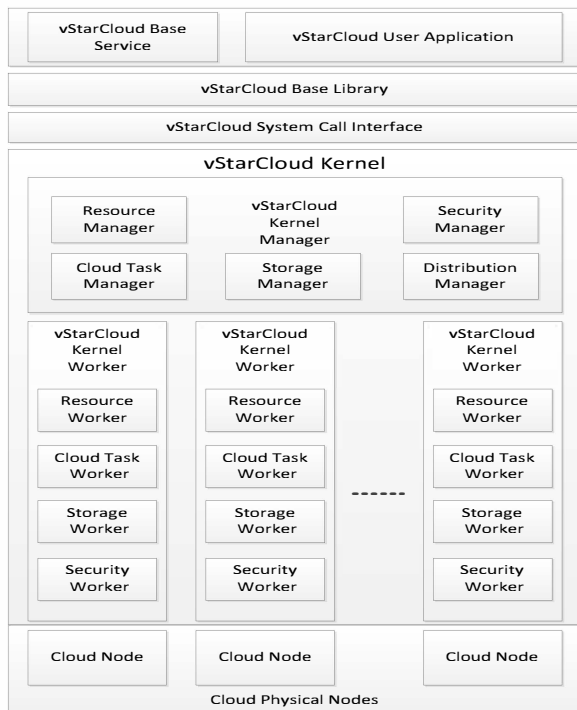 vStarCloud Base
Service
vStarCloud User Application
vStarCloud Base Library
vStarCloud System Call Interface
vStarCloud Kernel
Resource
Manager
vStarCloud
Kernel
Manager
Security
Manager
Cloud Task
Manager
Storage
Manager
Distribution
Manager
vStarCloud
Kernel
Worker
Resource
Worker
Cloud Task
Worker
Storage
Worker
Security
Worker
vStarCloud
Kernel
Worker
Resource
Worker
Cloud Task
Worker
Storage
Worker
Security
Worker
------
vStarCloud
Kernel
Worker
Resource
Worker
Cloud Task
Worker
Storage
Worker
Security
Worker
Cloud Node
Cloud Node
Cloud Node
Cloud Physical Nodes